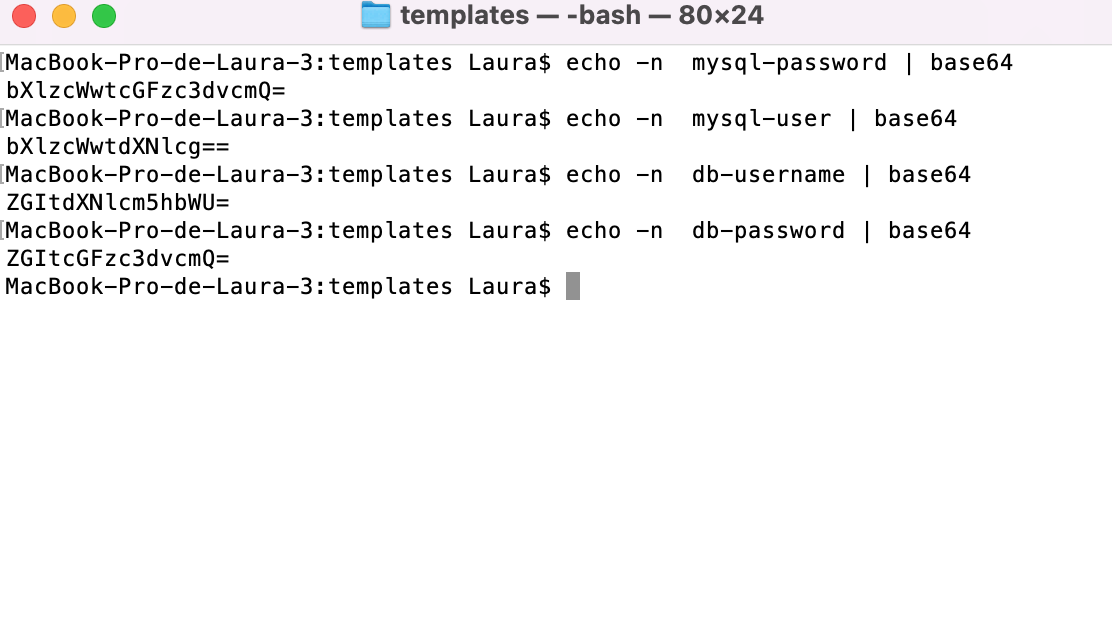 templates — -bash — 80×24
[MacBook-Pro-de-Laura-3:templates Laura$ echo -n  mysql-password | base64
bXlzcWwtcGFzc3dvcmQ=
[MacBook-Pro-de-Laura-3:templates Laura$ echo -n  mysql-user | base64
bXlzcWwtdXNlcg==
[MacBook-Pro-de-Laura-3:templates Laura$ echo -n  db-username | base64
ZGItdXNlcm5hbWU=
[MacBook-Pro-de-Laura-3:templates Laura$ echo -n  db-password | base64
ZGItcGFzc3dvcmQ=
MacBook-Pro-de-Laura-3:templates Laura$